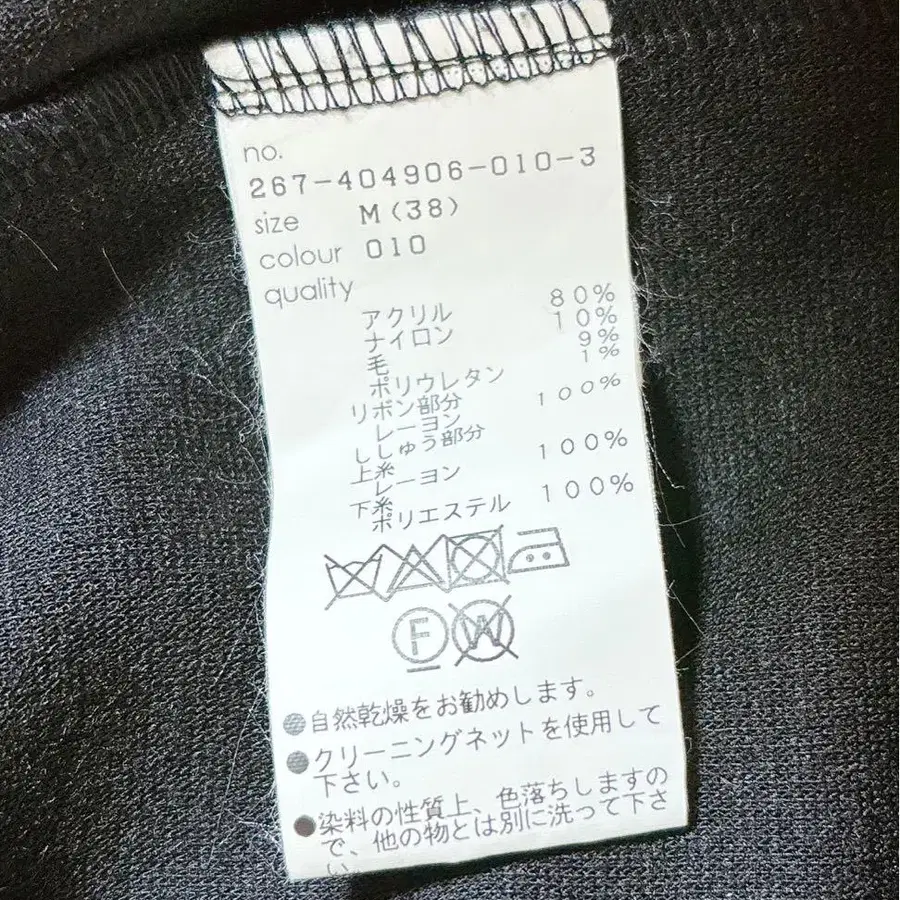 no.
267-404906-010-3
size M(38)
colour 010
quality
アクリル 80%
ナイロン 10%
毛 9%
ポリウレタン 1%
リボン部分
レーヨン 100%
ししゅう部分
上糸
レーヨン 100%
下糸
ポリエステル 100%
F W
●自然乾燥をお勧めします。
●クリーニングネットを使用して
下さい。
●染料の性質上、色落ちしますの
で、他の物とは別に洗って下さ
い。